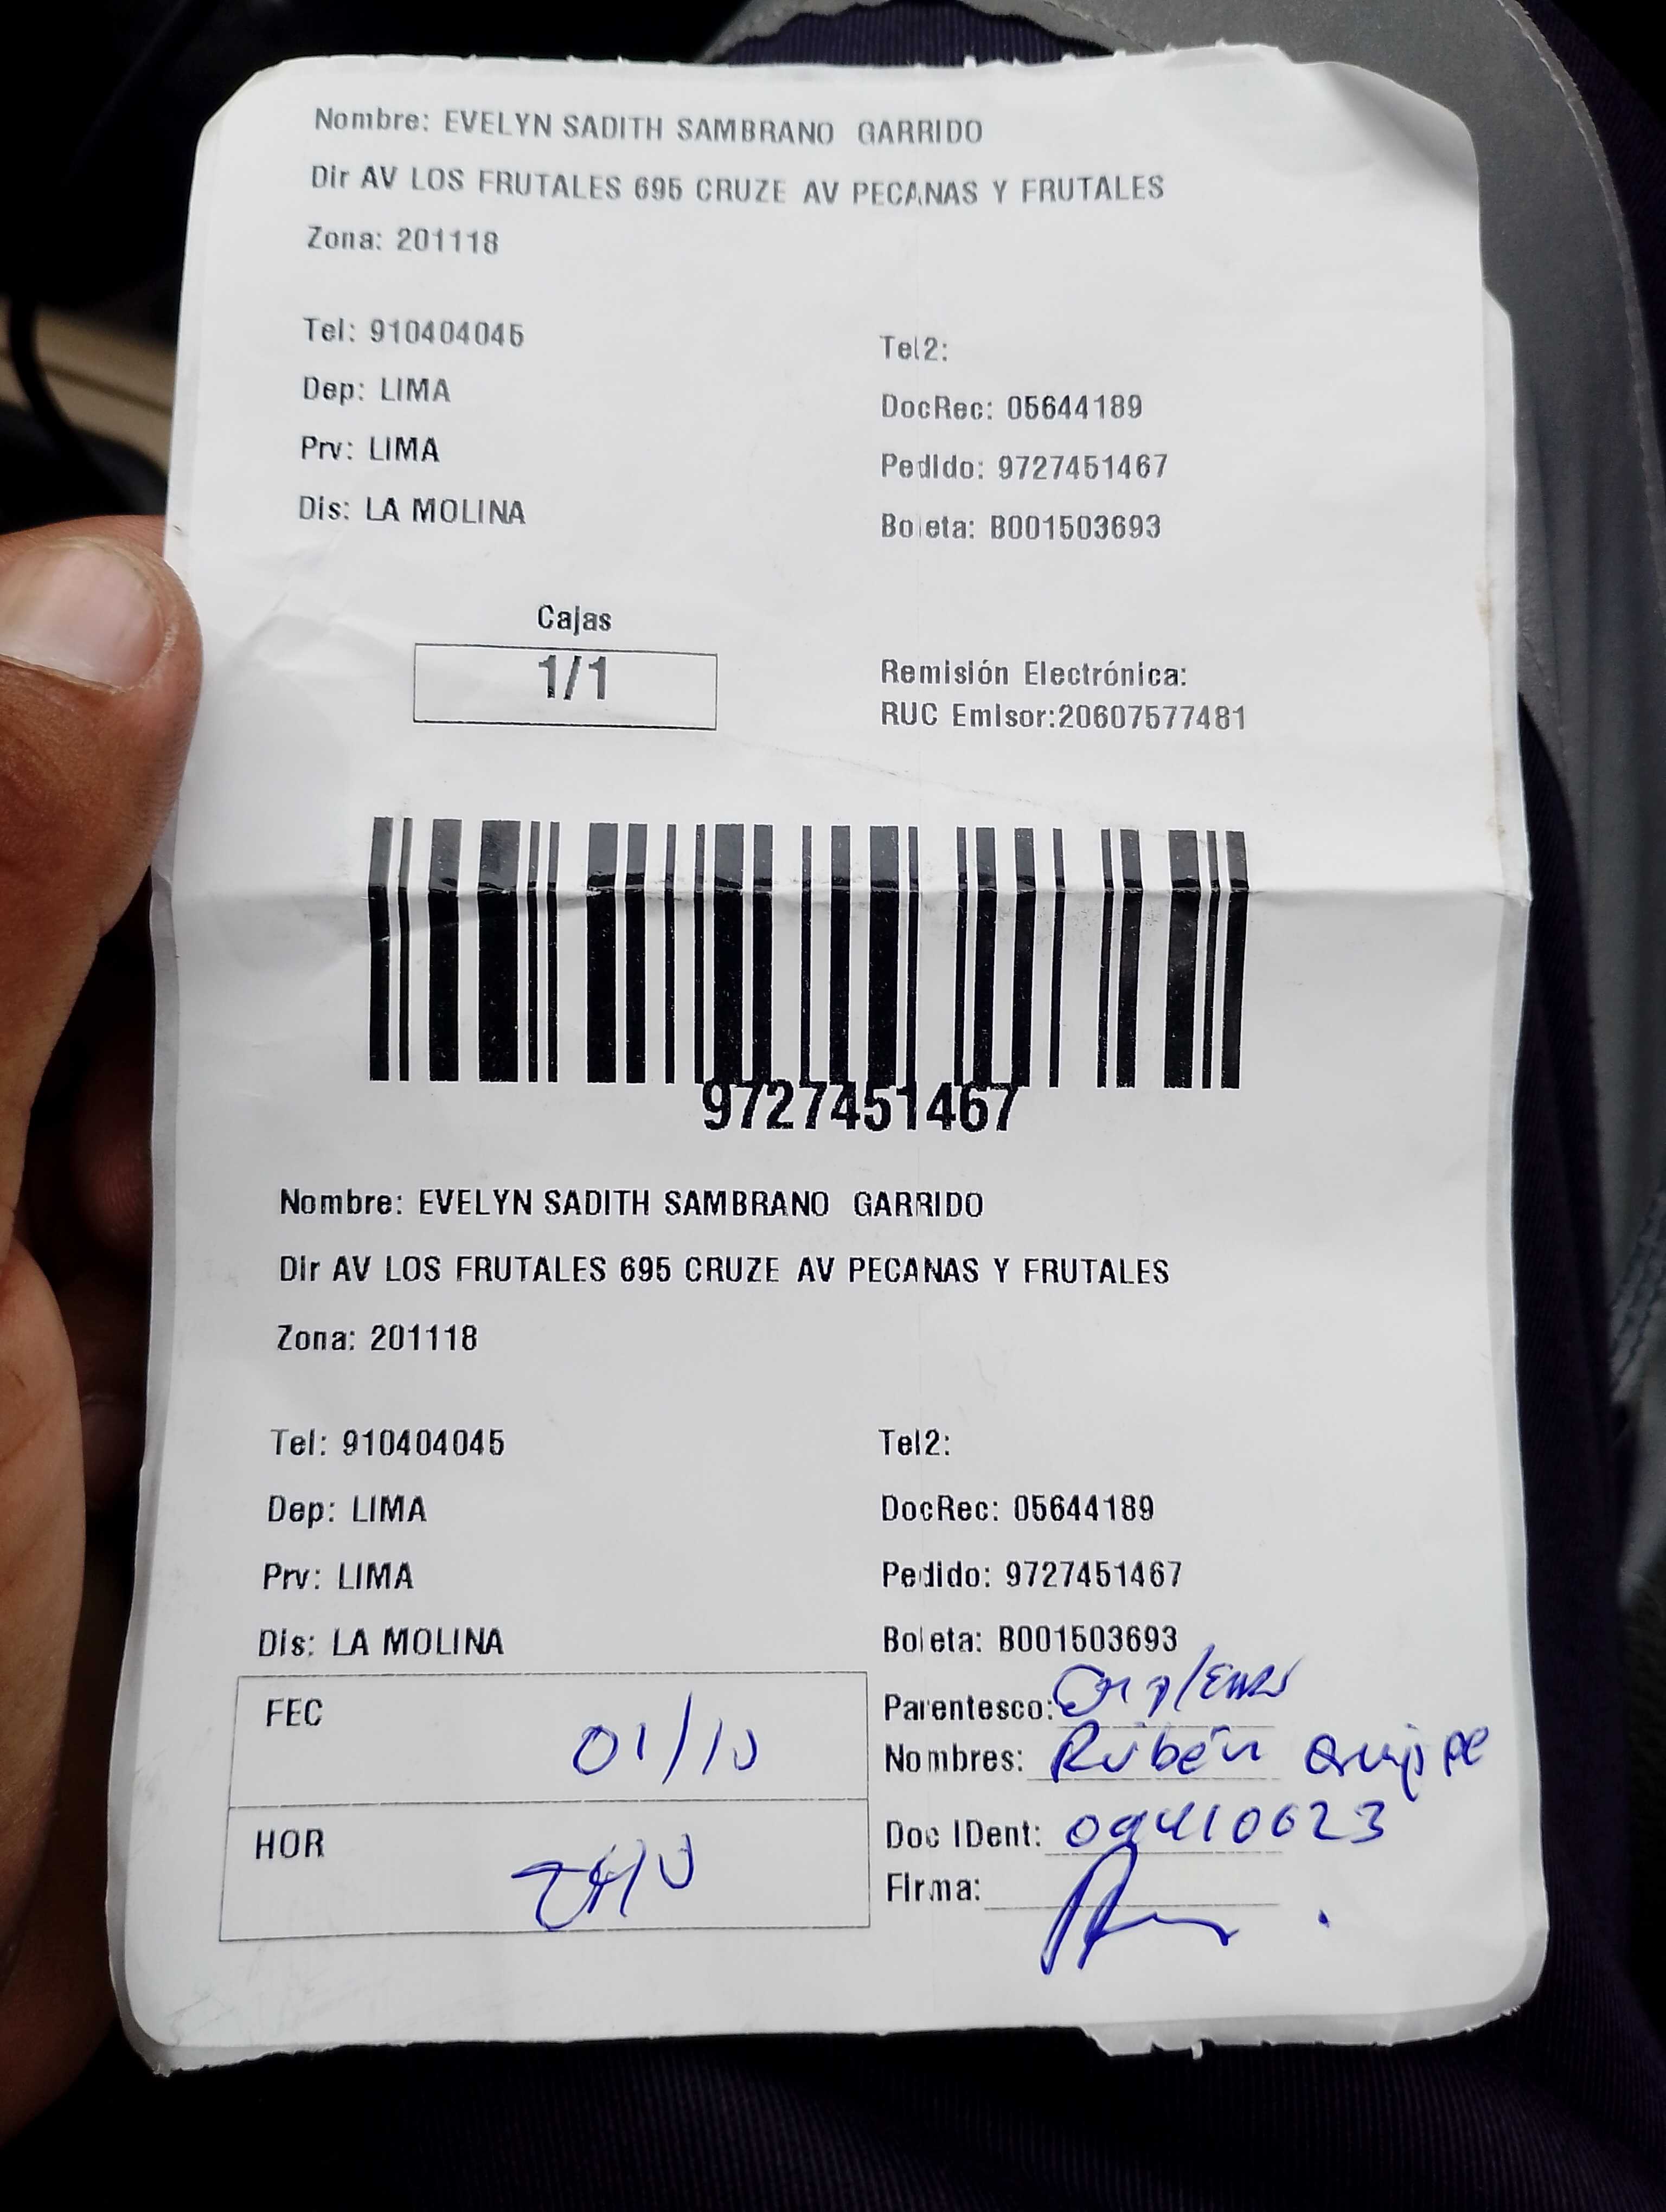 Nombre: EVELYN SADITH SAMBRANO GARRIDO
Dir AV LOS FRUTALES 695 CRUZE AV PECANAS Y FRUTALES
Zona: 201118
Tel: 910404045 Tel2:
Dep: LIMA DocRec: 05644189
Prv: LIMA Pedido: 9727451467
Dis: LA MOLINA Boleta: B001503693
Cajas
1/1
Remisión Electrónica:
RUC Emisor:20607577481
9727451467
Nombre: EVELYN SADITH SAMBRANO GARRIDO
Dir AV LOS FRUTALES 695 CRUZE AV PECANAS Y FRUTALES
Zona: 201118
Tel: 910404045 Tel2:
Dep: LIMA DocRec: 05644189
Prv: LIMA Pedido: 9727451467
Dis: LA MOLINA Boleta: B001503693
FEC 01/10 Parentesco:
Nombres: Rubén Quispe
HOR Doc IDent: 09410623
Firma: